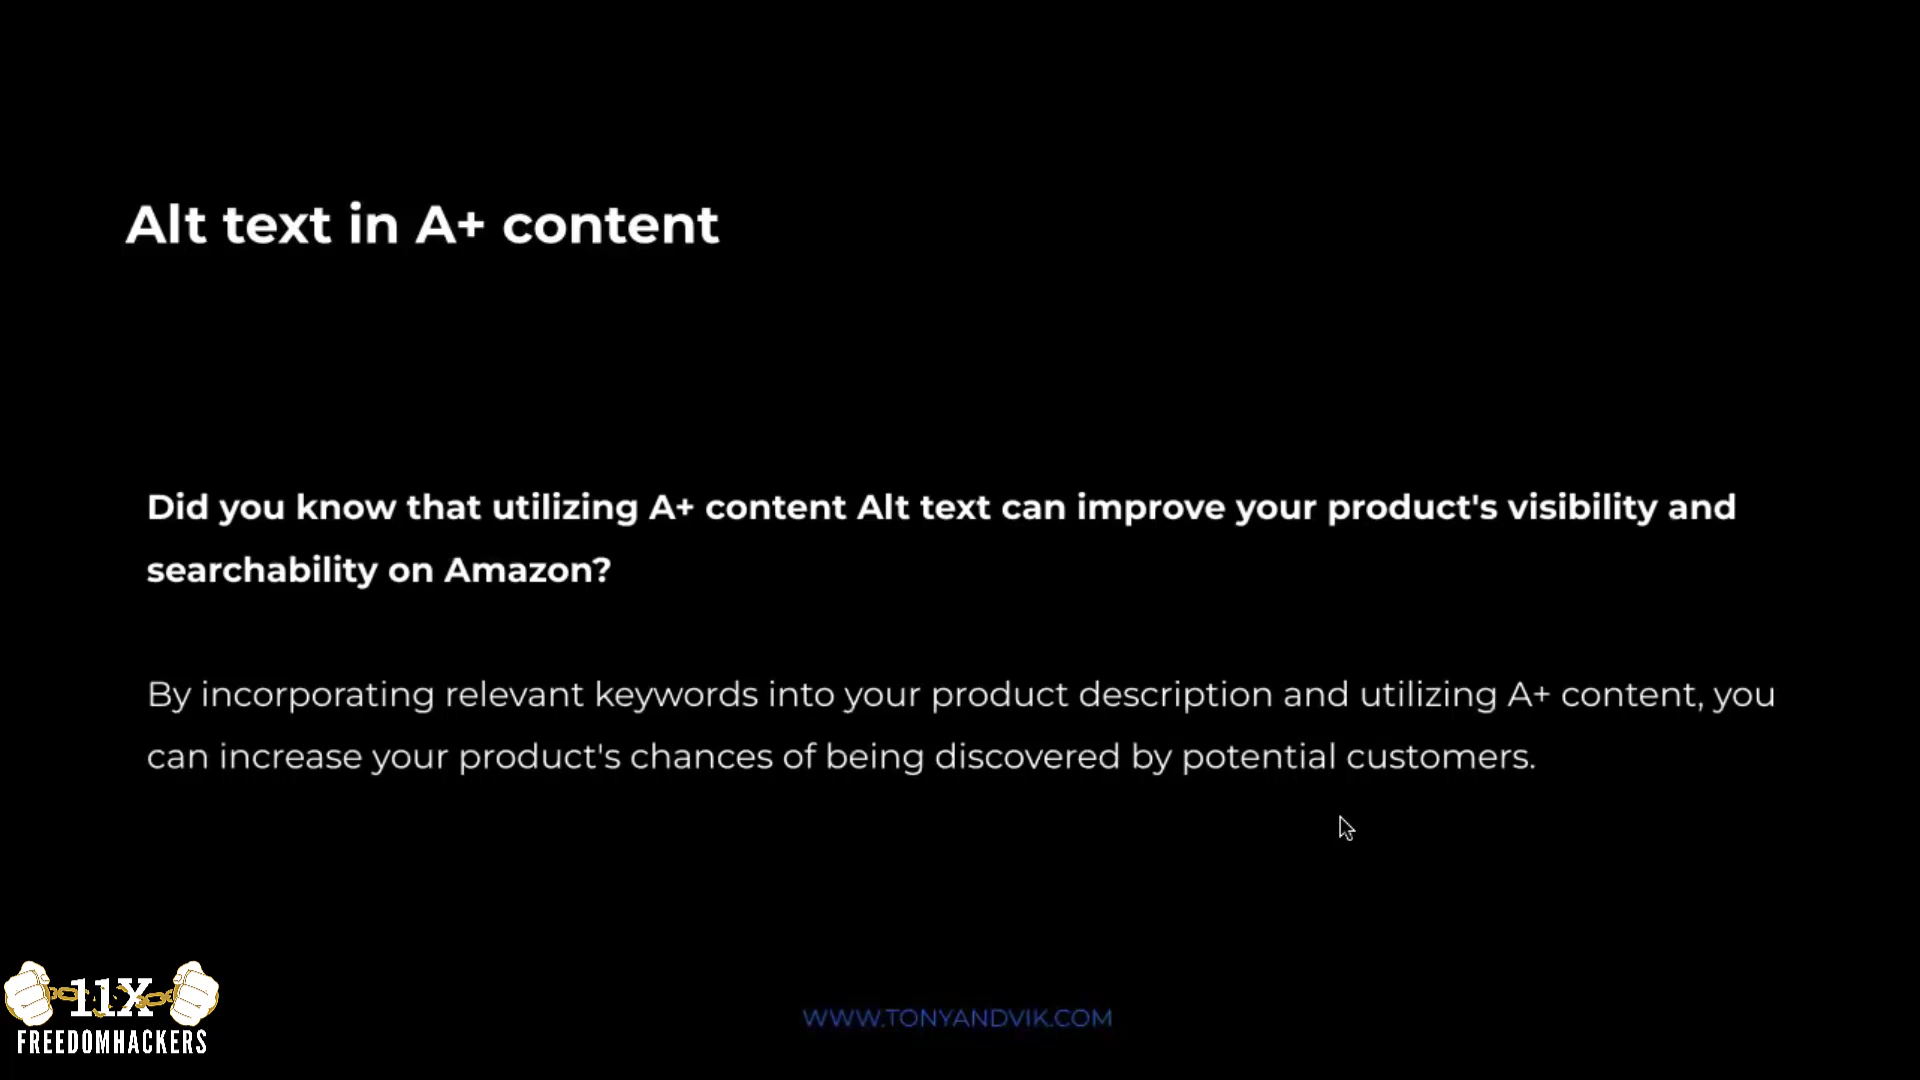 Alt text in A+ content
Did you know that utilizing A+ content Alt text can improve your product's visibility and
searchability on Amazon?
By incorporating relevant keywords into your product description and utilizing A+ content, you
can increase your product's chances of being discovered by potential customers.
11X
FREEDOMHACKERS
WWW.TONYANDVIK.COM